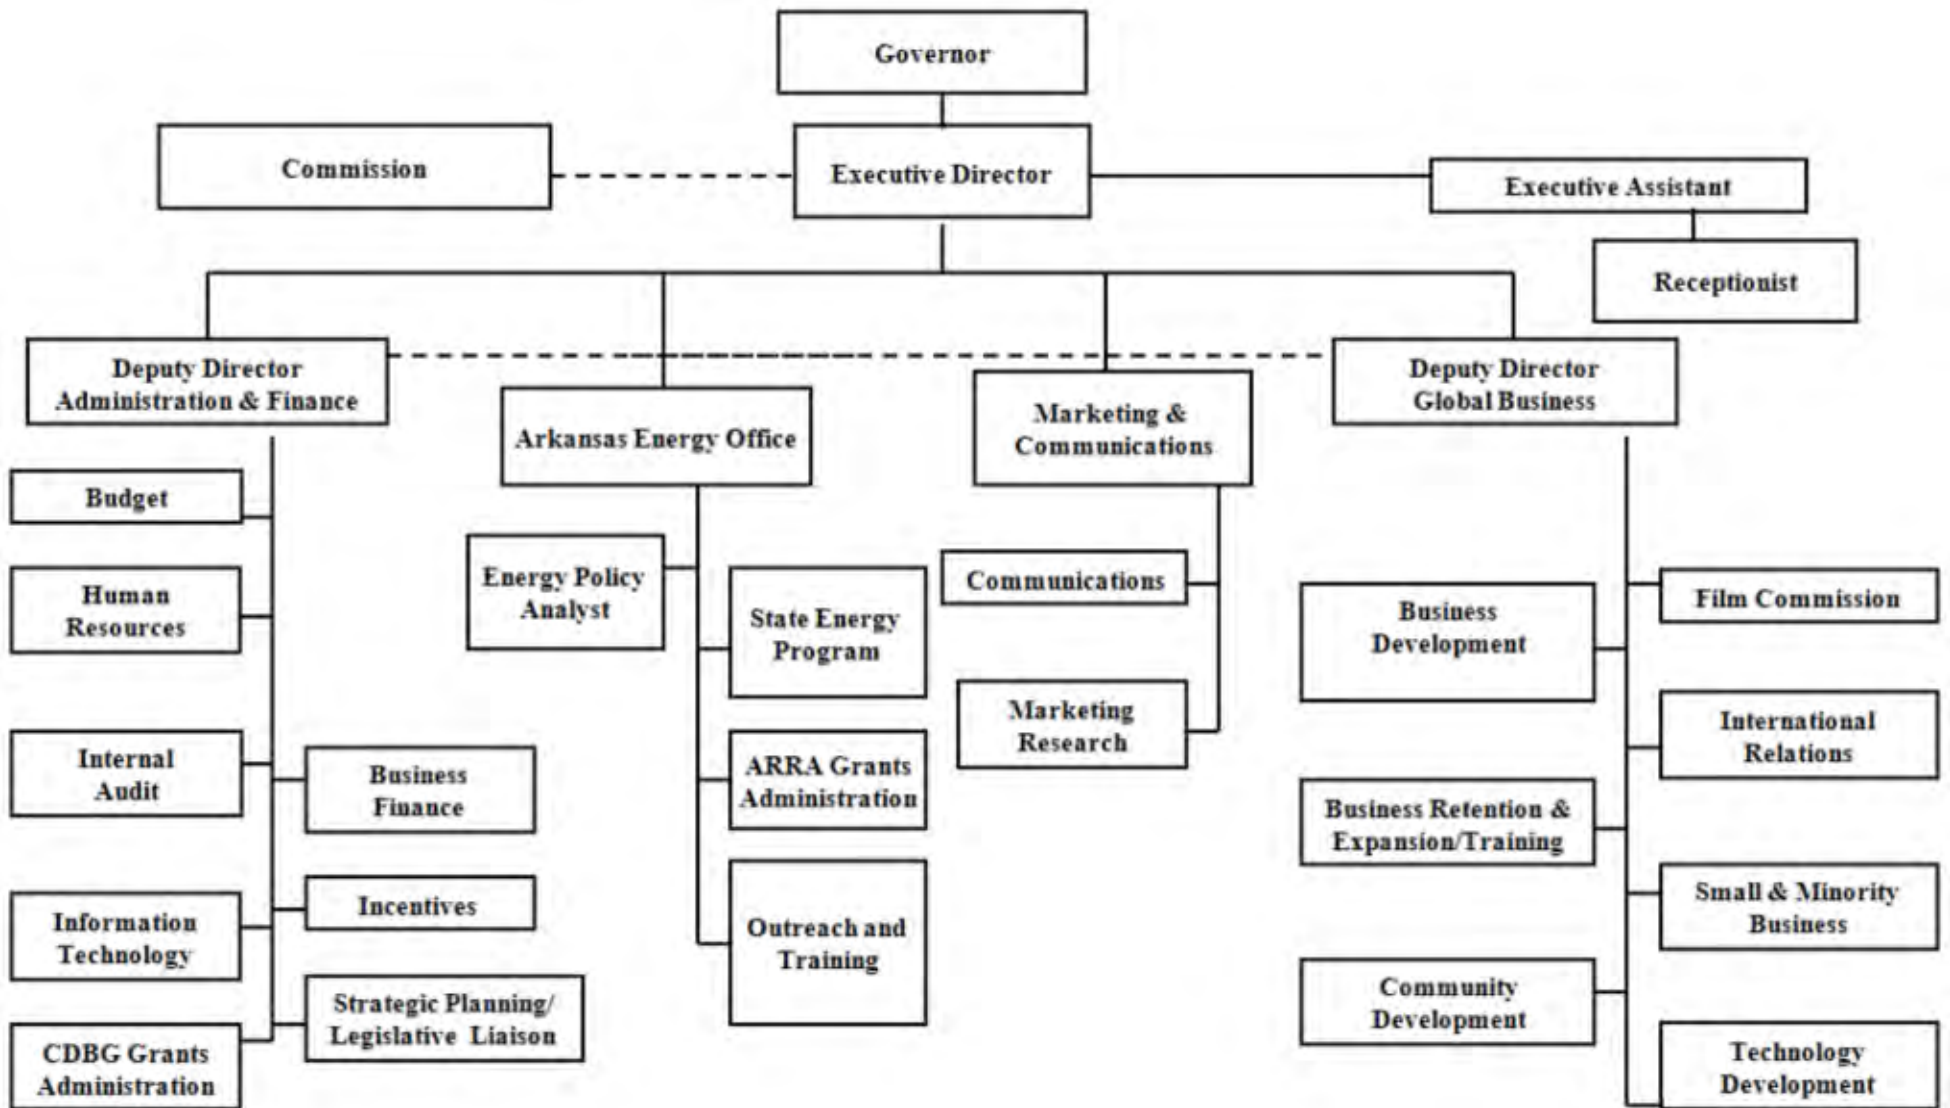 Governor
Commission
Executive Director
Executive Assistant
Receptionist
Deputy Director
Administration & Finance
Arkansas Energy Office
Marketing &
Communications
Deputy Director
Global Business
Budget
Human
Resources
Internal
Audit
Information
Technology
CDBG Grants
Administration
Business
Finance
Incentives
Strategic Planning/
Legislative Liaison
Energy Policy
Analyst
State Energy
Program
ARRA Grants
Administration
Outreach and
Training
Communications
Marketing
Research
Business
Development
Business Retention &
Expansion/Training
Community
Development
Film Commission
International
Relations
Small & Minority
Business
Technology
Development